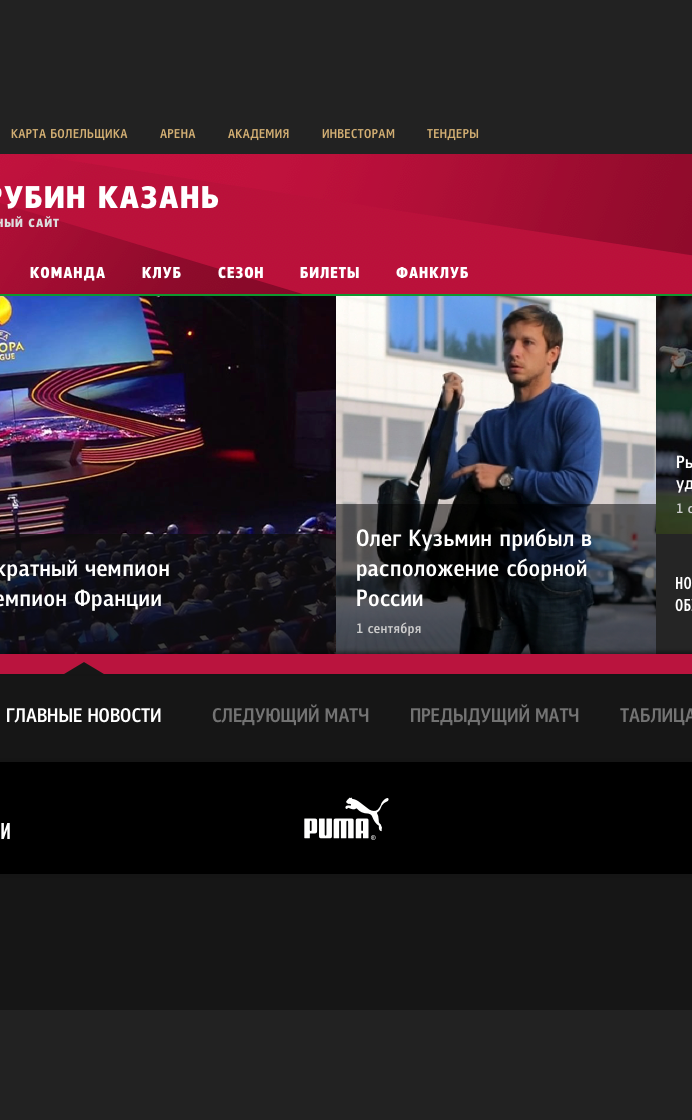 КАРТА БОЛЕЛЬЩИКА АРЕНА АКАДЕМИЯ ИНВЕСТОРАМ ТЕНДЕРЫ
РУБИН КАЗАНЬ
НЫЙ САЙТ
КОМАНДА КЛУБ СЕЗОН БИЛЕТЫ ФАНКЛУБ
OPA
GUE
кратный чемпион
емпион Франции
Олег Кузьмин прибыл в
расположение сборной
России
1 сентября
Ры
уд
1 с
НО
ОБ
ГЛАВНЫЕ НОВОСТИ СЛЕДУЮЩИЙ МАТЧ ПРЕДЫДУЩИЙ МАТЧ ТАБЛИЦА
И
PUMA®